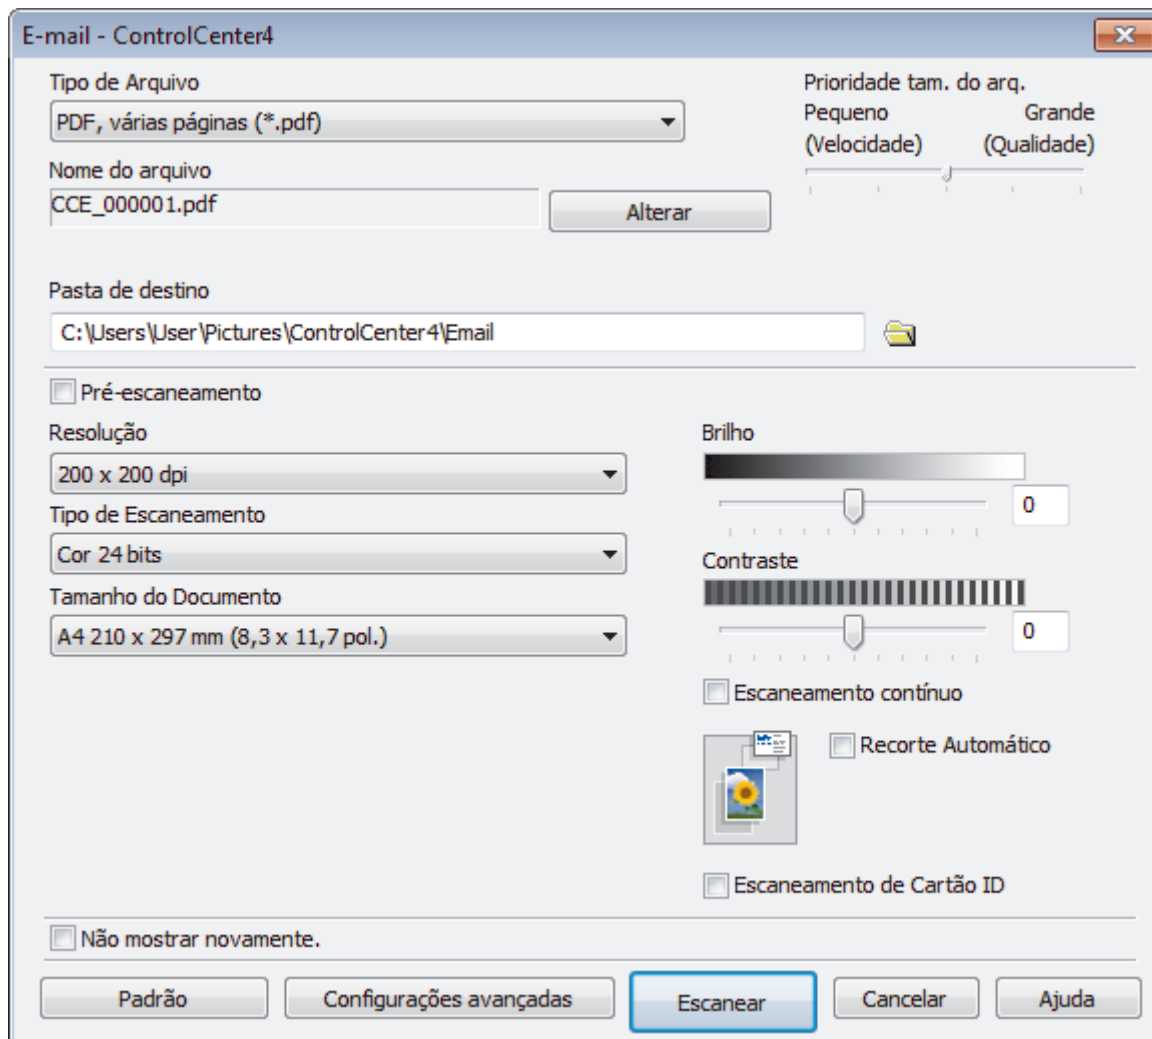 E-mail - ControlCenter4
Tipo de Arquivo
PDF, várias páginas (*.pdf)
Prioridade tam. do arq.
Pequeno Grande
(Velocidade) (Qualidade)
Nome do arquivo
CCE_000001.pdf
Alterar
Pasta de destino
C:\Users\User\Pictures\ControlCenter4\Email
Pré-escaneamento
Resolução
200 x 200 dpi
Tipo de Escaneamento
Cor 24 bits
Tamanho do Documento
A4 210 x 297 mm (8,3 x 11,7 pol.)
Brilho
0
Contraste
0
Escaneamento contínuo
Recorte Automático
Escaneamento de Cartão ID
Não mostrar novamente.
Padrão
Configurações avançadas
Escanear
Cancelar
Ajuda